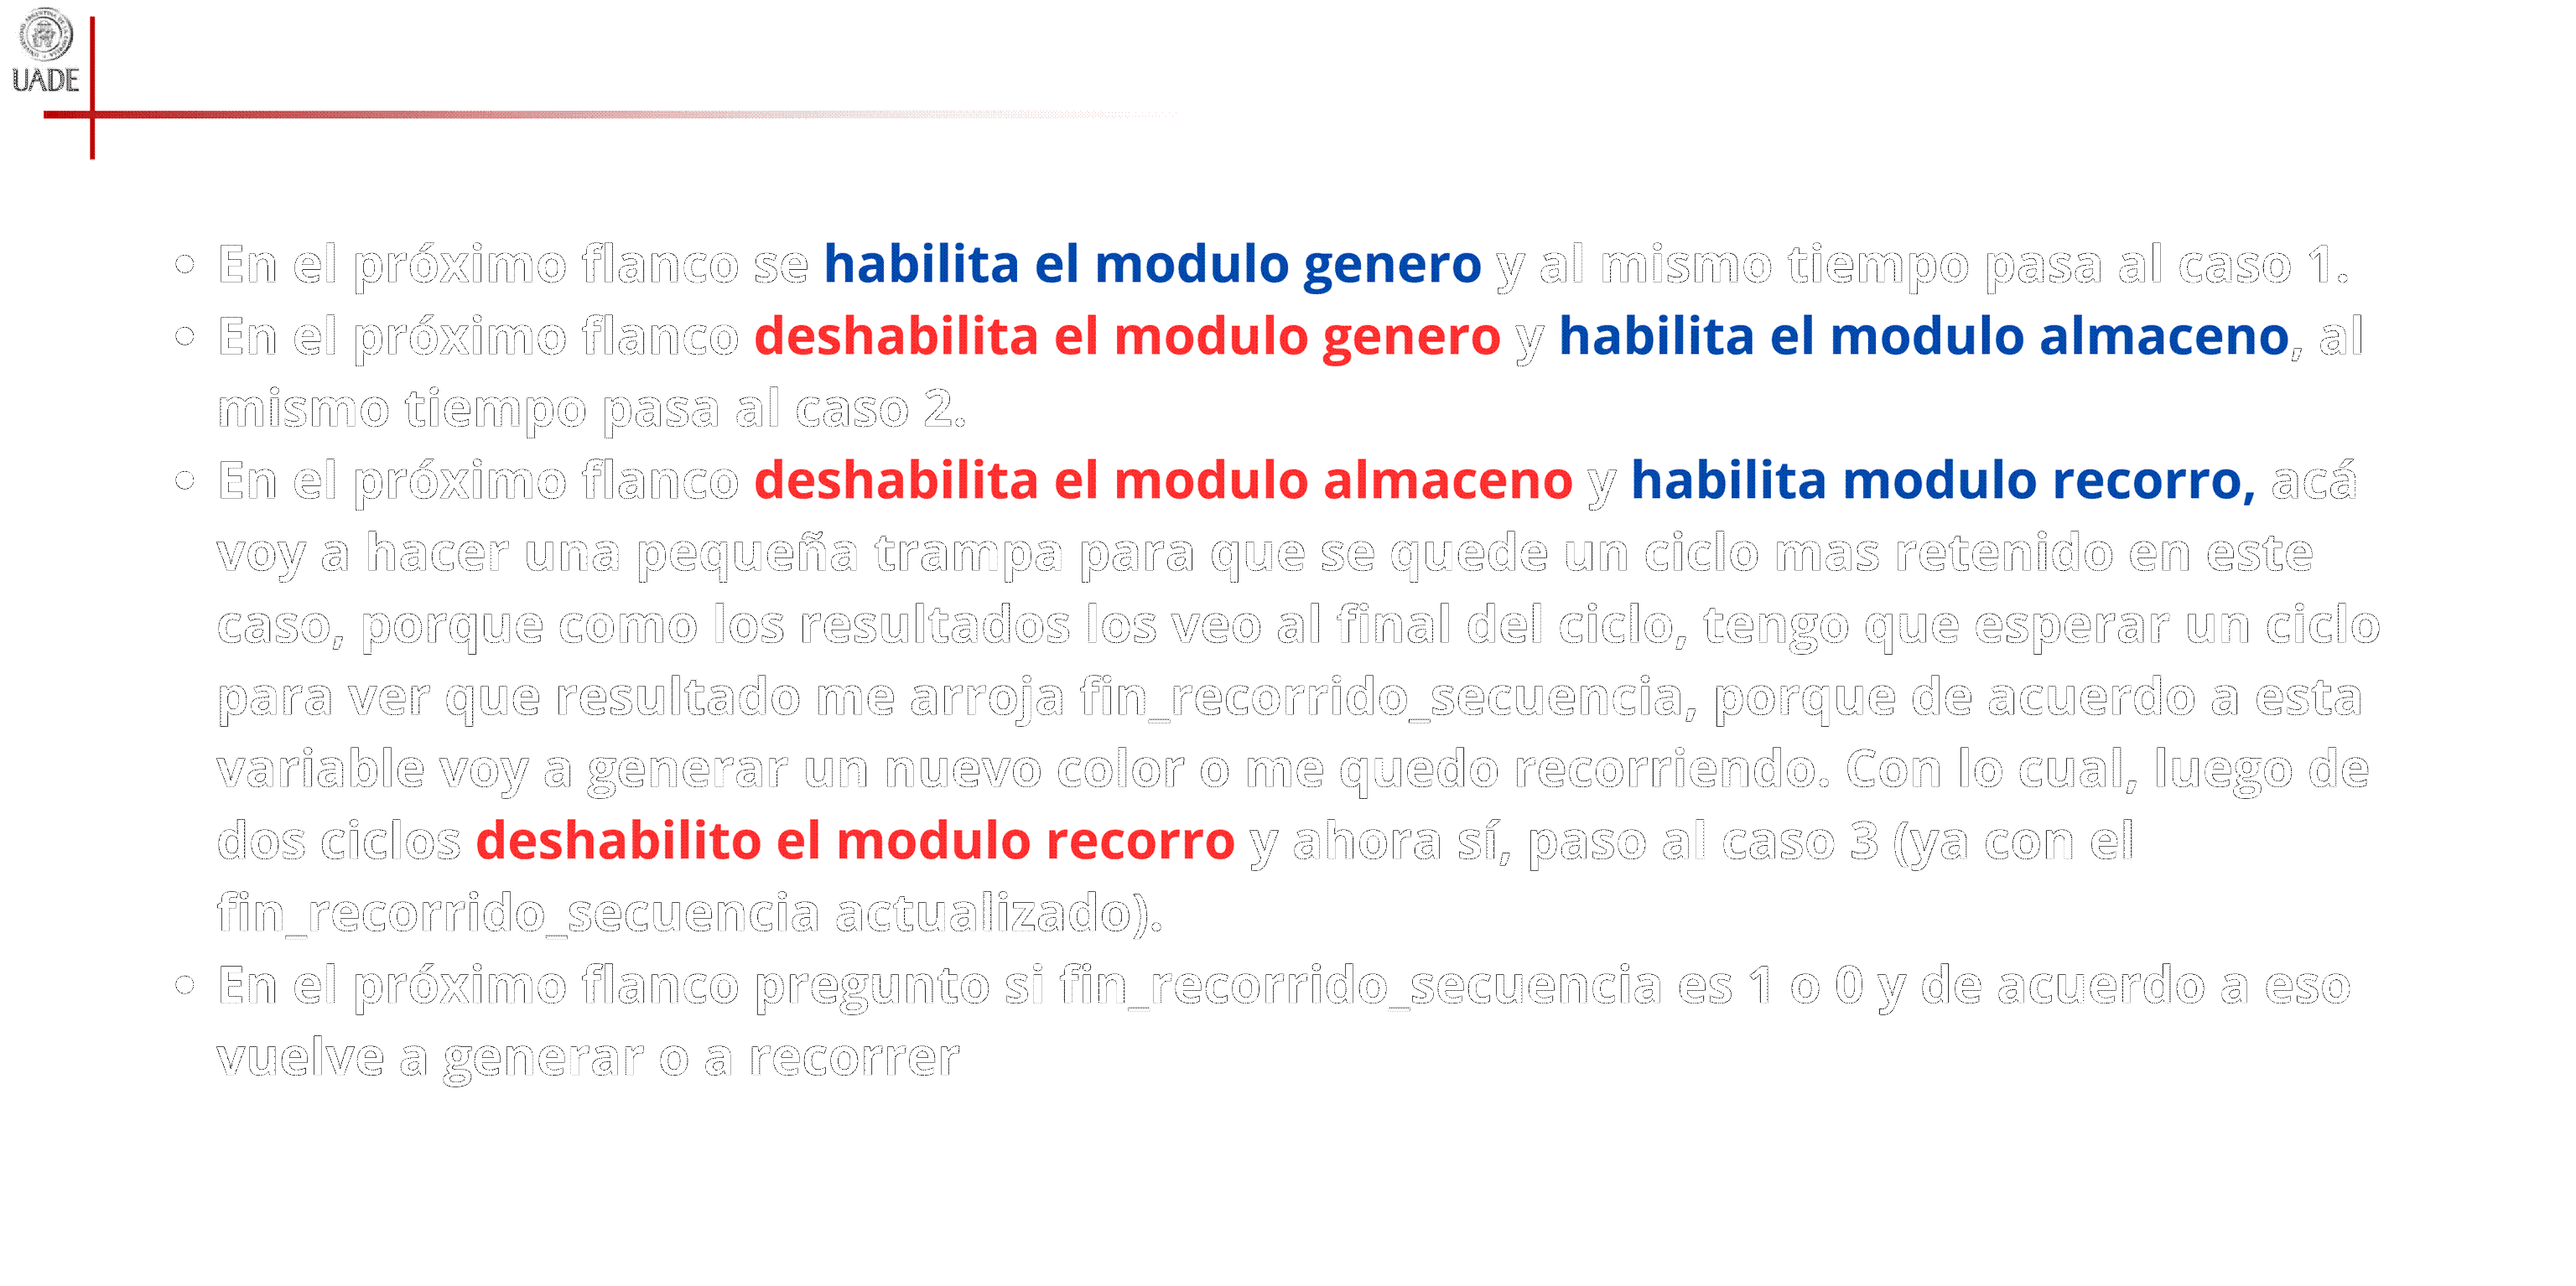 UADE
• En el próximo flanco se habilita el modulo genero y al mismo tiempo pasa al caso 1.
• En el próximo flanco deshabilita el modulo genero y habilita el modulo almaceno, al
mismo tiempo pasa al caso 2.
• En el próximo flanco deshabilita el modulo almaceno y habilita modulo recorro, acá
voy a hacer una pequeña trampa para que se quede un ciclo mas retenido en este
caso, porque como los resultados los veo al final del ciclo, tengo que esperar un ciclo
para ver que resultado me arroja fin_recorrido_secuencia, porque de acuerdo a esta
variable voy a generar un nuevo color o me quedo recorriendo. Con lo cual, luego de
dos ciclos deshabilito el modulo recorro y ahora sí, paso al caso 3 (ya con el
fin_recorrido_secuencia actualizado).
• En el próximo flanco pregunto si fin_recorrido_secuencia es 1 o 0 y de acuerdo a eso
vuelve a generar o a recorrer